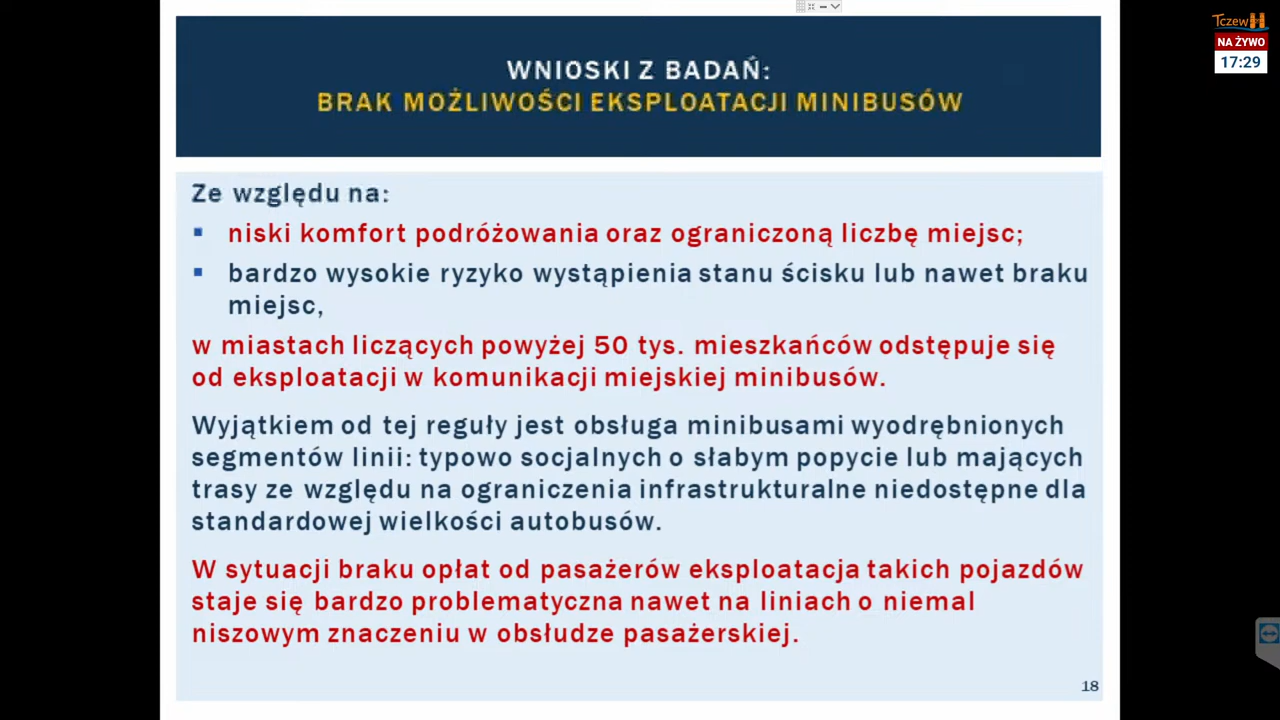 WNIOSKI Z BADAŃ:
BRAK MOŻLIWOŚCI EKSPLOATACJI MINIBUSÓW
Tczew
NA ŻYWO
17:29
Ze względu na:
▪ niski komfort podróżowania oraz ograniczoną liczbę miejsc;
▪ bardzo wysokie ryzyko wystąpienia stanu ścisku lub nawet braku
miejsc,
w miastach liczących powyżej 50 tys. mieszkańców odstępuje się
od eksploatacji w komunikacji miejskiej minibusów.
Wyjątkiem od tej reguły jest obsługa minibusami wyodrębnionych
segmentów linii: typowo socjalnych o słabym popycie lub mających
trasy ze względu na ograniczenia infrastrukturalne niedostępne dla
standardowej wielkości autobusów.
W sytuacji braku opłat od pasażerów eksploatacja takich pojazdów
staje się bardzo problematyczna nawet na liniach o niemal
niszowym znaczeniu w obsłudze pasażerskiej.
18